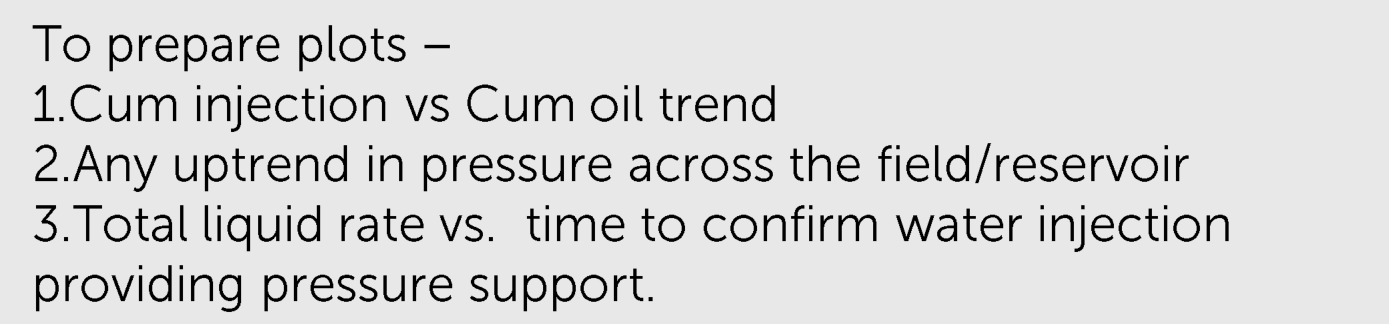 To prepare plots –
1.Cum injection vs Cum oil trend
2.Any uptrend in pressure across the field/reservoir
3.Total liquid rate vs.  time to confirm water injection
providing pressure support.